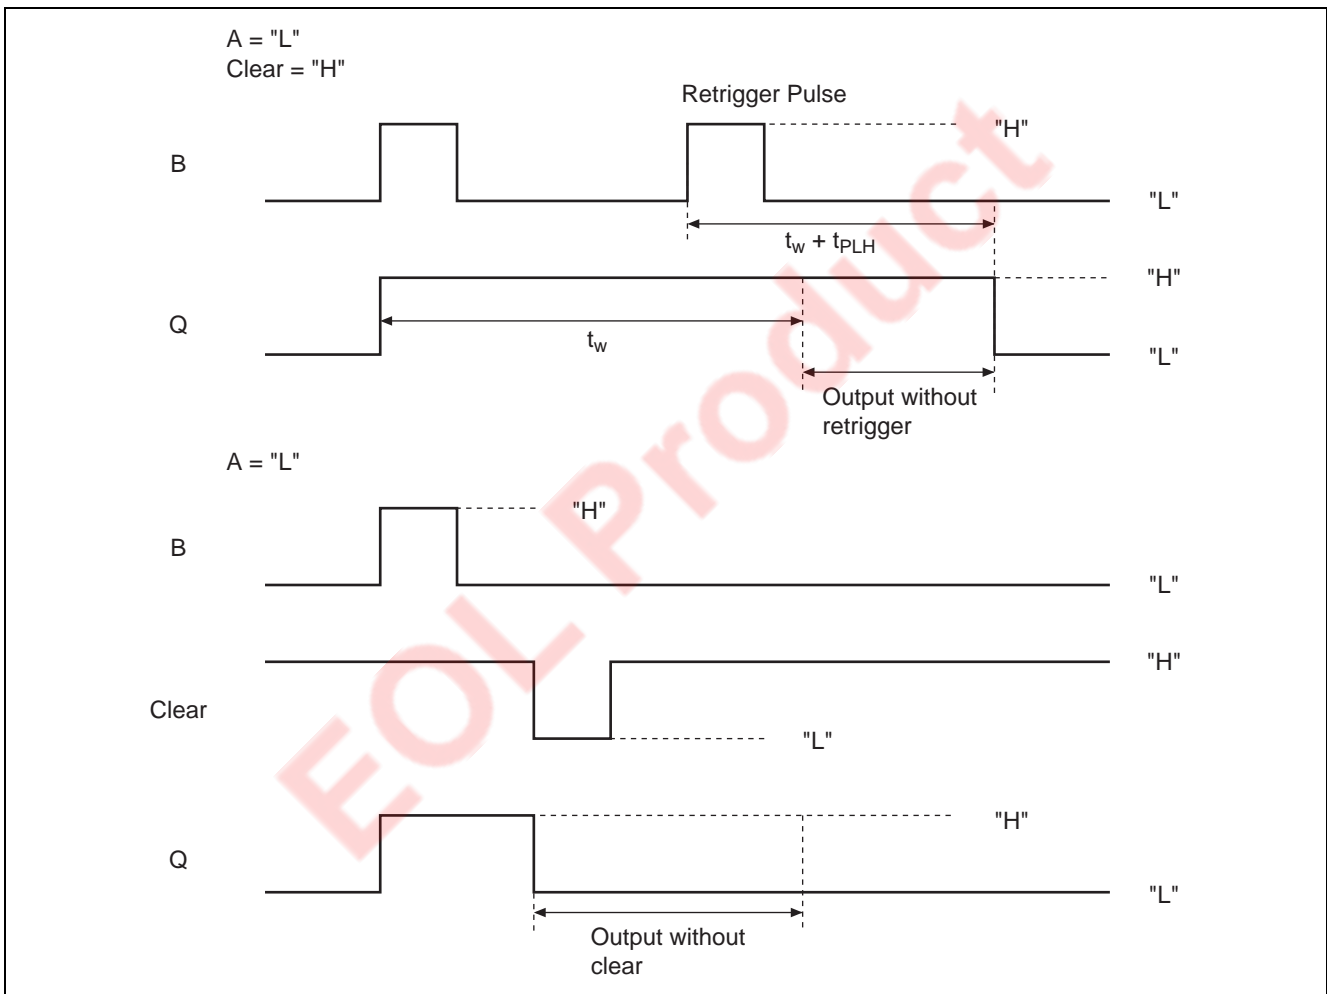 A = "L"
Clear = "H"
Retrigger Pulse
"H"
B
"L"
tw + tPLH
"H"
Q
tw
"L"
Output without
retrigger
A = "L"
"H"
B
"L"
"H"
Clear
"L"
"H"
Q
"L"
Output without
clear
EOL Product